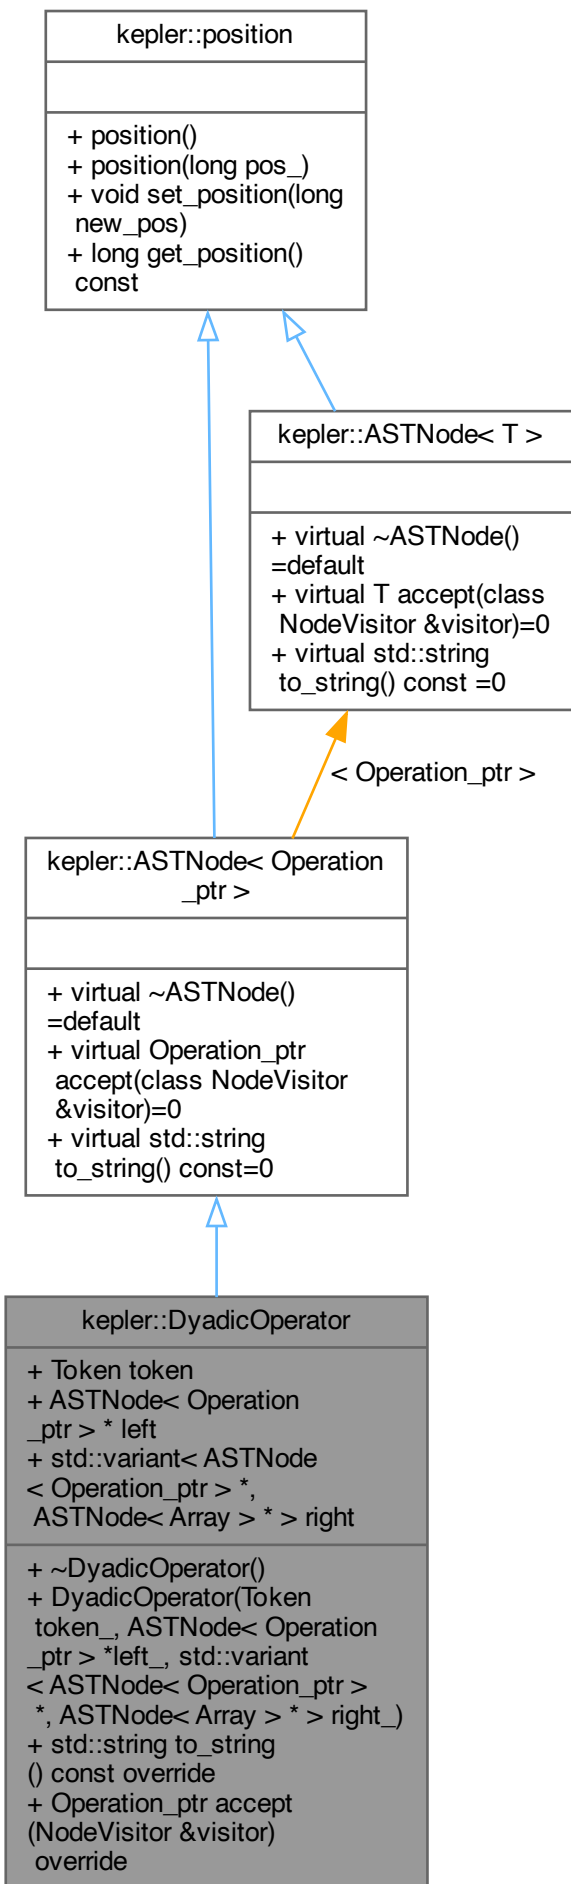 kepler::position
+ position()
+ position(long pos_)
+ void set_position(long
new_pos)
+ long get_position()
const
kepler::ASTNode< T >
+ virtual ~ASTNode()
=default
+ virtual T accept(class
NodeVisitor &visitor)=0
+ virtual std::string
to_string() const =0
< Operation_ptr >
kepler::ASTNode< Operation
_ptr >
+ virtual ~ASTNode()
=default
+ virtual Operation_ptr
accept(class NodeVisitor
&visitor)=0
+ virtual std::string
to_string() const=0
kepler::DyadicOperator
+ Token token
+ ASTNode< Operation
_ptr > * left
+ std::variant< ASTNode
< Operation_ptr > *,
ASTNode< Array > * > right
+ ~DyadicOperator()
+ DyadicOperator(Token
token_, ASTNode< Operation
_ptr > *left_, std::variant
< ASTNode< Operation_ptr >
*, ASTNode< Array > * > right_)
+ std::string to_string
() const override
+ Operation_ptr accept
(NodeVisitor &visitor)
override